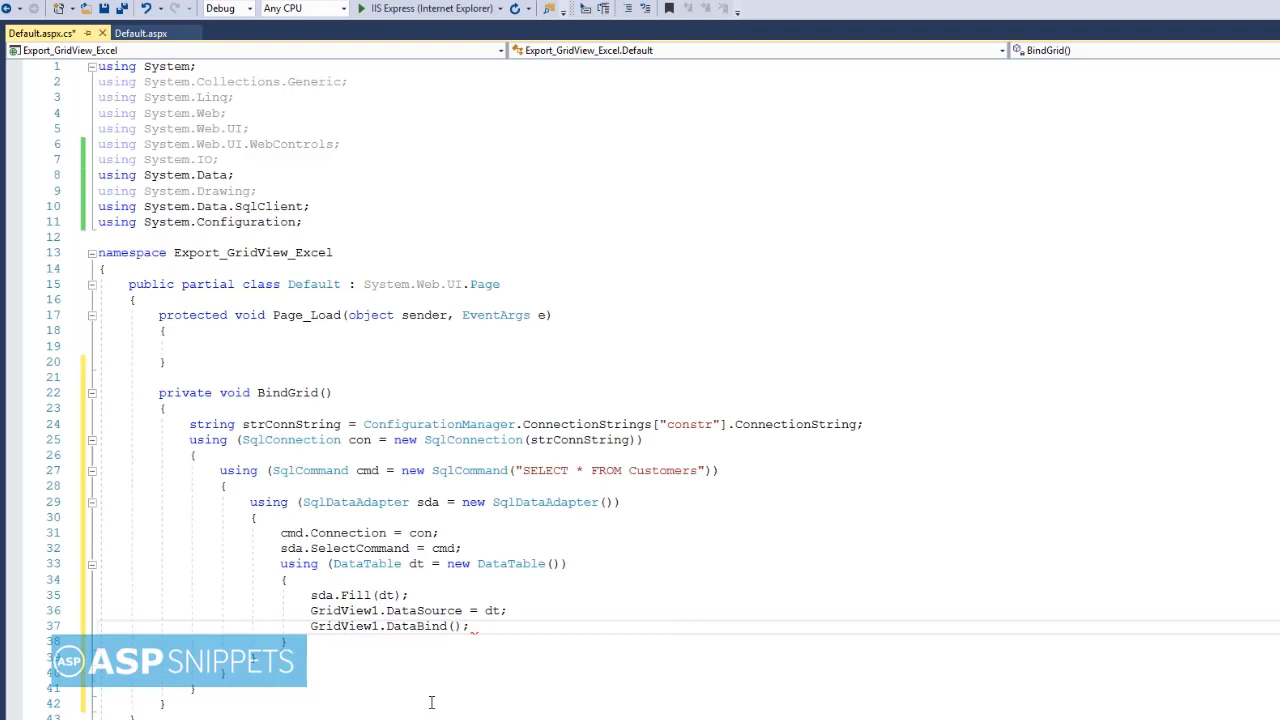 Debug
Any CPU
IIS Express (Internet Explorer)
Default.aspx.cs*
Default.aspx
Export_GridView_Excel
Export_GridView_Excel.Default
BindGrid()
1 using System;
2 using System.Collections.Generic;
3 using System.Linq;
4 using System.Web;
5 using System.Web.UI;
6 using System.Web.UI.WebControls;
7 using System.IO;
8 using System.Data;
9 using System.Drawing;
10 using System.Data.SqlClient;
11 using System.Configuration;
12
13 namespace Export_GridView_Excel
14 {
15 public partial class Default : System.Web.UI.Page
16 {
17 protected void Page_Load(object sender, EventArgs e)
18 {
19
20 }
21
22 private void BindGrid()
23 {
24 string strConnString = ConfigurationManager.ConnectionStrings["constr"].ConnectionString;
25 using (SqlConnection con = new SqlConnection(strConnString))
26 {
27 using (SqlCommand cmd = new SqlCommand("SELECT * FROM Customers"))
28 {
29 using (SqlDataAdapter sda = new SqlDataAdapter())
30 {
31 cmd.Connection = con;
32 sda.SelectCommand = cmd;
33 using (DataTable dt = new DataTable())
34 {
35 sda.Fill(dt);
36 GridView1.DataSource = dt;
37 GridView1.DataBind();
38 }
39 }
40 }
41 }
42 }
43 }
ASP ASPSNIPPETS